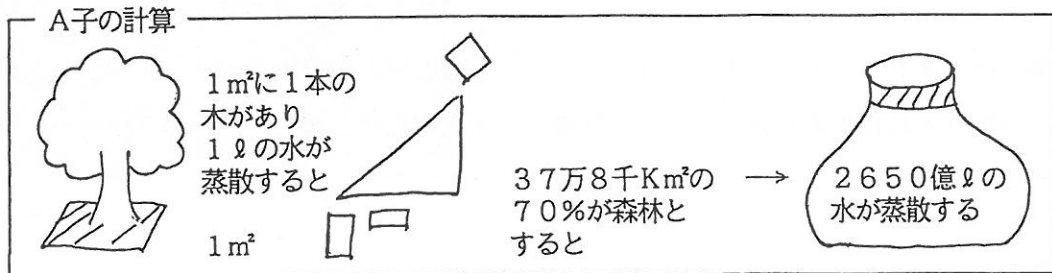 A子の計算
1㎡に1本の
木があり
1ℓの水が
蒸散すると
1㎡
37万8千K㎡の
70%が森林と
すると
→
2650億ℓの
水が蒸散する